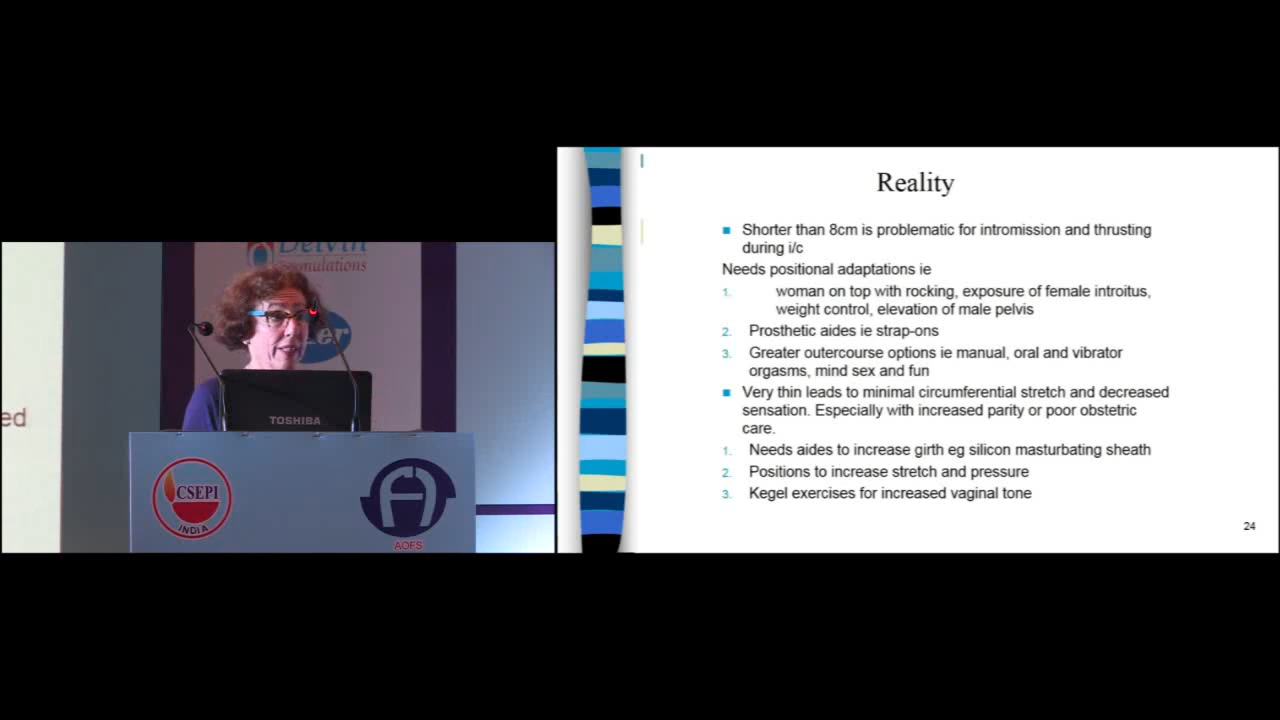 ed
Delvin
Formulations
TOSHIBA
CSEPI
INDIA
AOFS
Reality
Shorter than 8cm is problematic for intromission and thrusting
during i/c
Needs positional adaptations ie
1. woman on top with rocking, exposure of female introitus,
weight control, elevation of male pelvis
2. Prosthetic aides ie strap-ons
3. Greater outercourse options ie manual, oral and vibrator
orgasms, mind sex and fun
Very thin leads to minimal circumferential stretch and decreased
sensation. Especially with increased parity or poor obstetric
care.
1. Needs aides to increase girth eg silicon masturbating sheath
2. Positions to increase stretch and pressure
3. Kegel exercises for increased vaginal tone
24